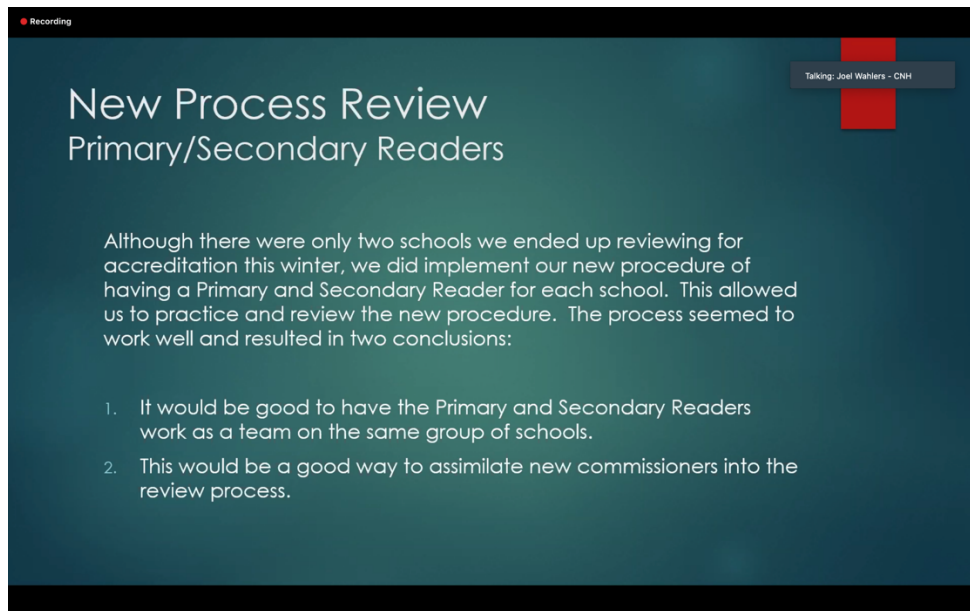 Recording
Talking: Joel Wahlers - CNH
New Process Review
Primary/Secondary Readers
Although there were only two schools we ended up reviewing for
accreditation this winter, we did implement our new procedure of
having a Primary and Secondary Reader for each school. This allowed
us to practice and review the new procedure. The process seemed to
work well and resulted in two conclusions:
1. It would be good to have the Primary and Secondary Readers
work as a team on the same group of schools.
2. This would be a good way to assimilate new commissioners into the
review process.